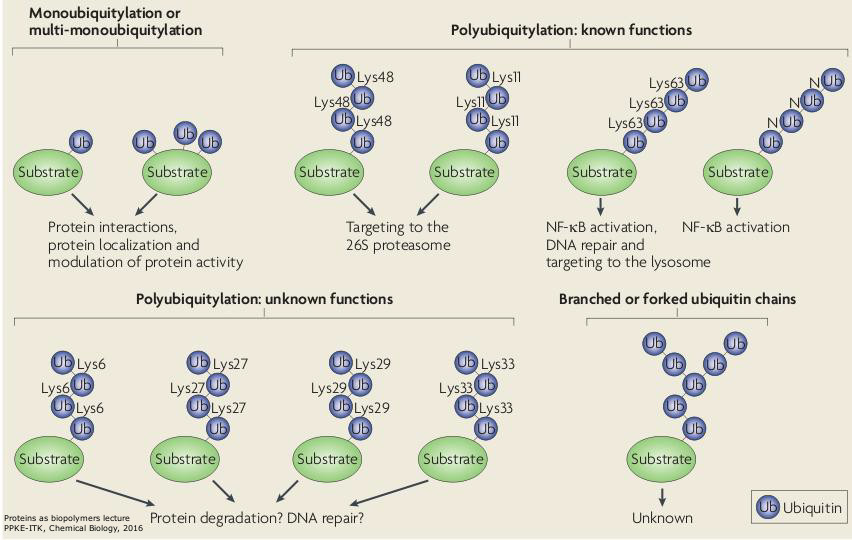 Monoubiquitylation or
multi-monoubiquitylation
Polyubiquitylation: known functions
Ub
Substrate
Ub
Ub
Ub
Substrate
Ub Lys48
Lys48 Ub
Ub Lys48
Ub
Substrate
Ub Lys11
Lys11 Ub
Ub Lys11
Ub
Substrate
Lys63 Ub
Lys63 Ub
Lys63 Ub
Ub
Substrate
N Ub
N Ub
N Ub
Ub
Substrate
Protein interactions,
protein localization and
modulation of protein activity
Targeting to the
26S proteasome
NF-κB activation,
DNA repair and
targeting to the lysosome
NF-κB activation
Polyubiquitylation: unknown functions
Branched or forked ubiquitin chains
Ub Lys6
Lys6 Ub
Ub Lys6
Ub
Substrate
Ub Lys27
Lys27 Ub
Ub Lys27
Ub
Substrate
Ub Lys29
Lys29 Ub
Ub Lys29
Ub
Substrate
Ub Lys33
Lys33 Ub
Ub Lys33
Ub
Substrate
Ub Ub
Ub Ub
Ub
Ub
Ub
Substrate
Protein degradation? DNA repair?
Unknown
Ub Ubiquitin
Proteins as biopolymers lecture
PPKE-ITK, Chemical Biology, 2016